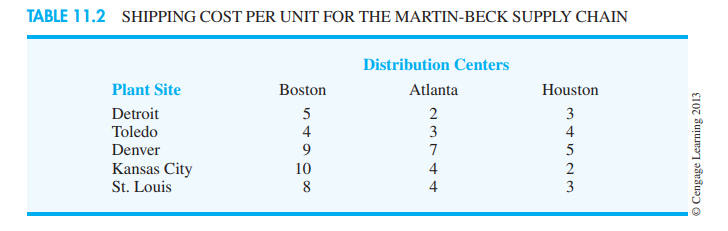 TABLE 11.2 SHIPPING COST PER UNIT FOR THE MARTIN-BECK SUPPLY CHAIN
Distribution Centers
Plant Site Boston Atlanta Houston
Detroit 5 2 3
Toledo 4 3 4
Denver 9 7 5
Kansas City 10 4 2
St. Louis 8 4 3
© Cengage Learning 2013